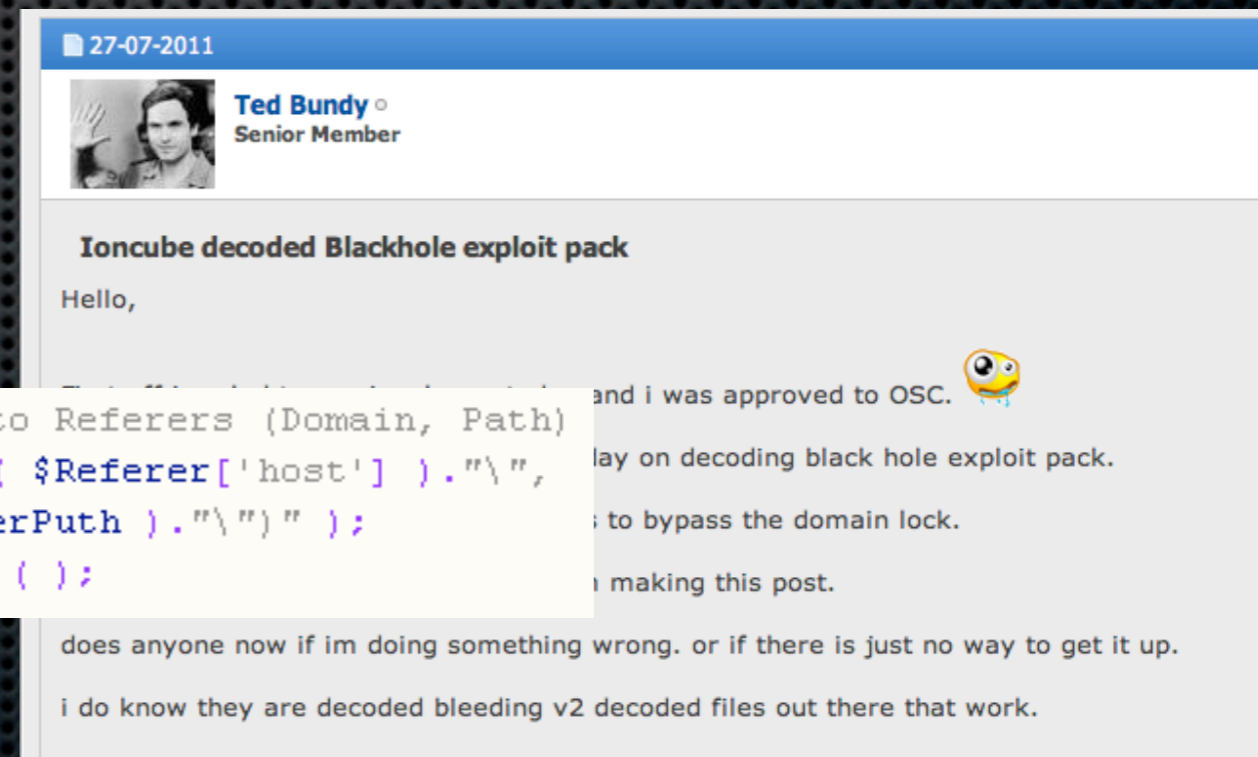 27-07-2011
Ted Bundy
Senior Member
Ioncube decoded Blackhole exploit pack
Hello,
and i was approved to OSC.
to Referers (Domain, Path)
( $Referer['host'] )."\",
erPuth )."\")" );
( );
lay on decoding black hole exploit pack.
to bypass the domain lock.
making this post.
does anyone now if im doing something wrong. or if there is just no way to get it up.
i do know they are decoded bleeding v2 decoded files out there that work.